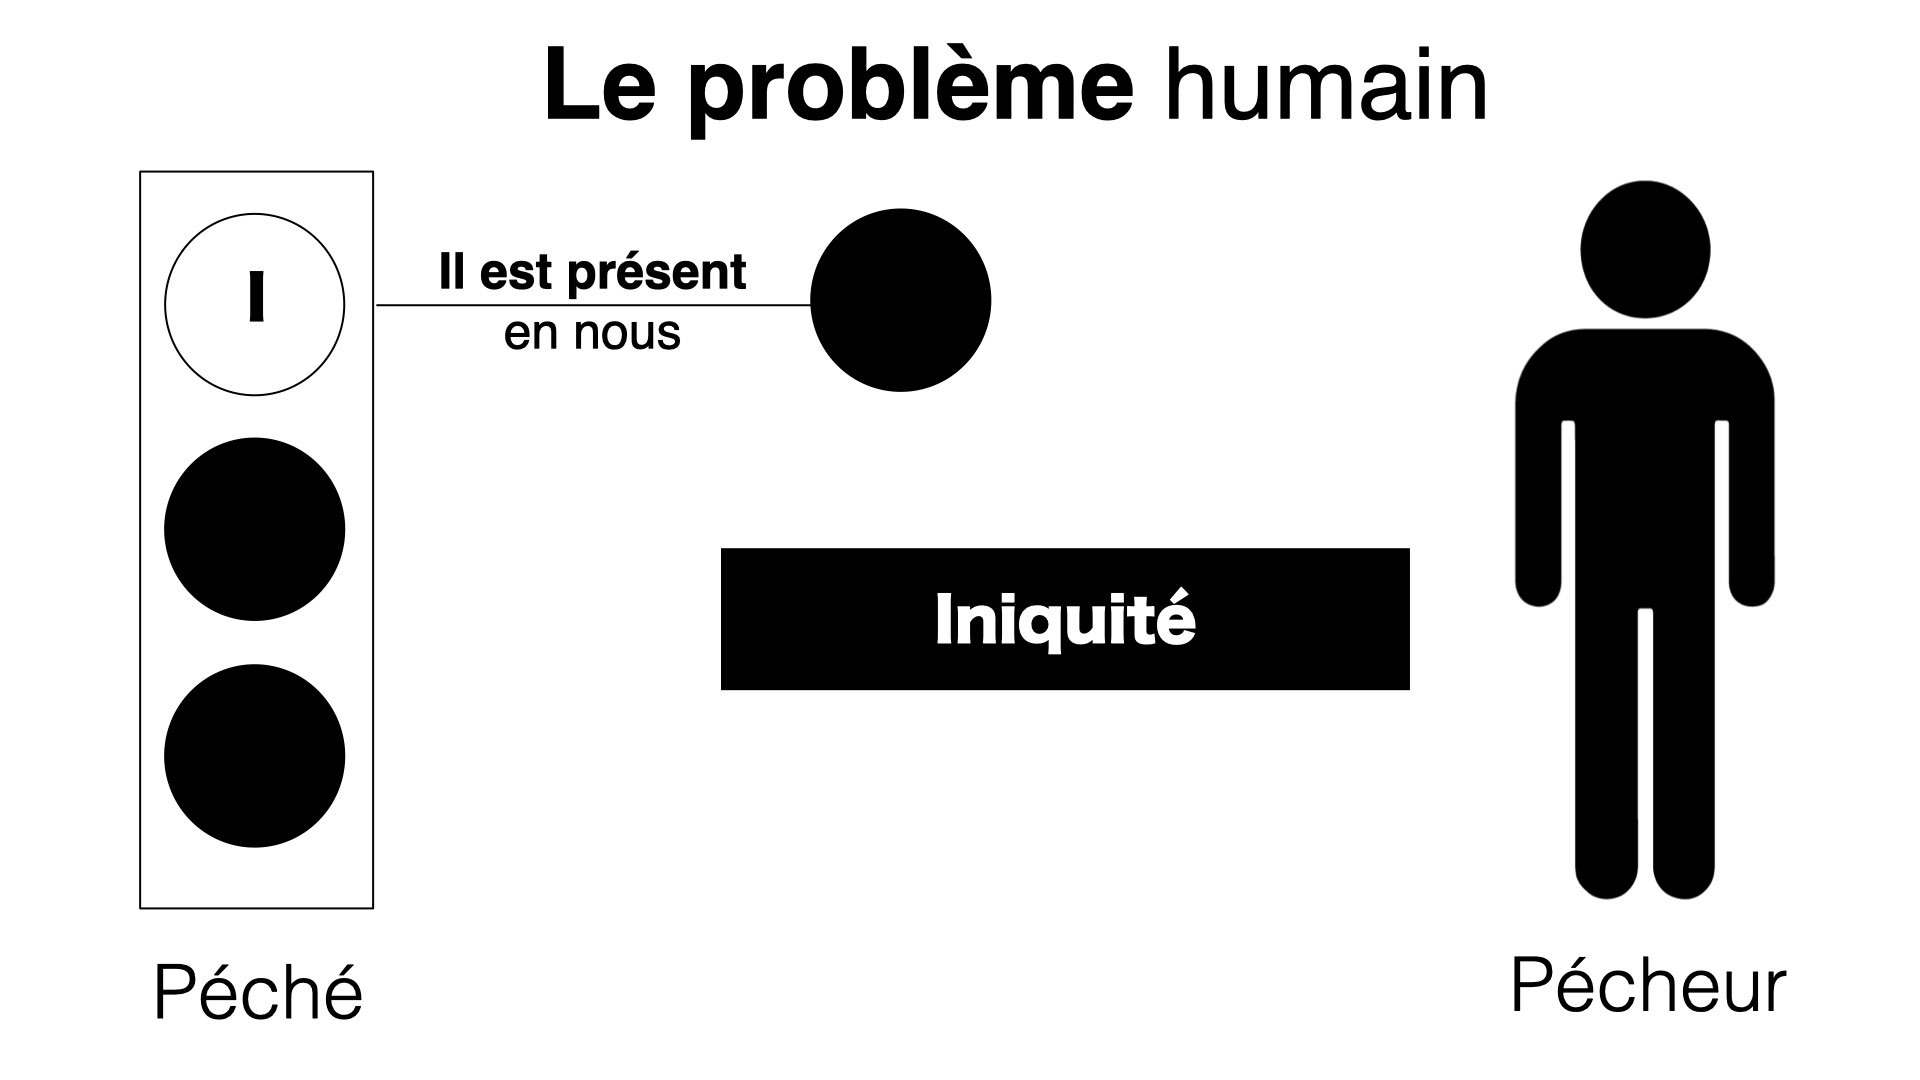 Le problème humain
I
Il est présent
en nous
Iniquité
Péché
Pécheur